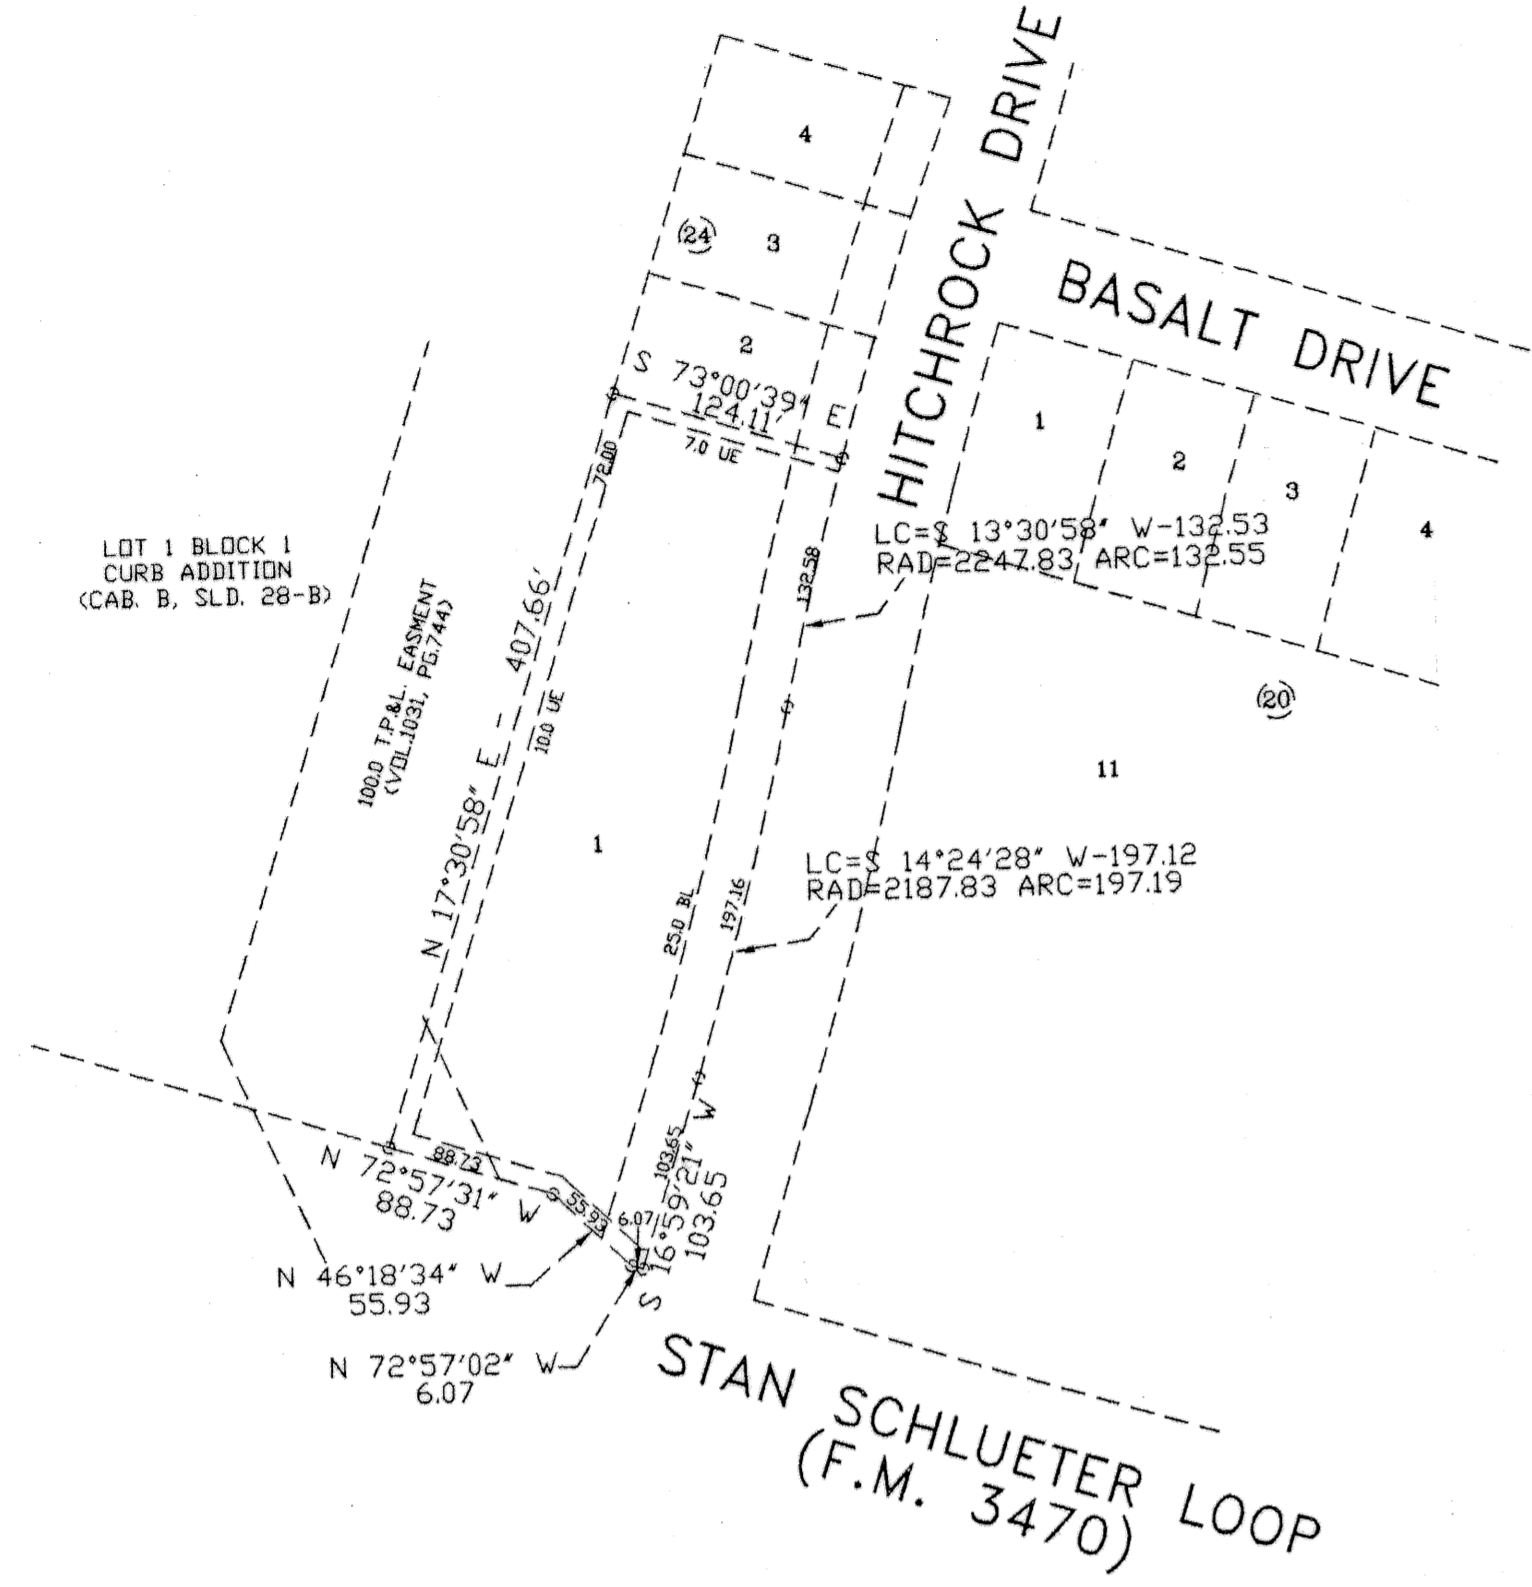 HITCHROCK DRIVE
4
(24)
3
2
BASALT DRIVE
S 73°00'39" E
124.11'
7.0 UE
72.00
1
2
3
4
LC=S 13°30'58" W-132.53
RAD=2247.83 ARC=132.55
132.58
LOT 1 BLOCK 1
CURB ADDITION
(CAB. B, SLD. 28-B)
100.0 T.P.&L. EASMENT
(VOL.1031, PG.744)
N 17°30'58" E - 407.66'
10.0 UE
(20)
11
1
LC=S 14°24'28" W-197.12
RAD=2187.83 ARC=197.19
25.0 BL
197.16
103.65
S 16°59'21" W
103.65
88.73
N 72°57'31" W
88.73
55.93
6.07
N 46°18'34" W
55.93
N 72°57'02" W
6.07
STAN SCHLUETER LOOP
(F.M. 3470)